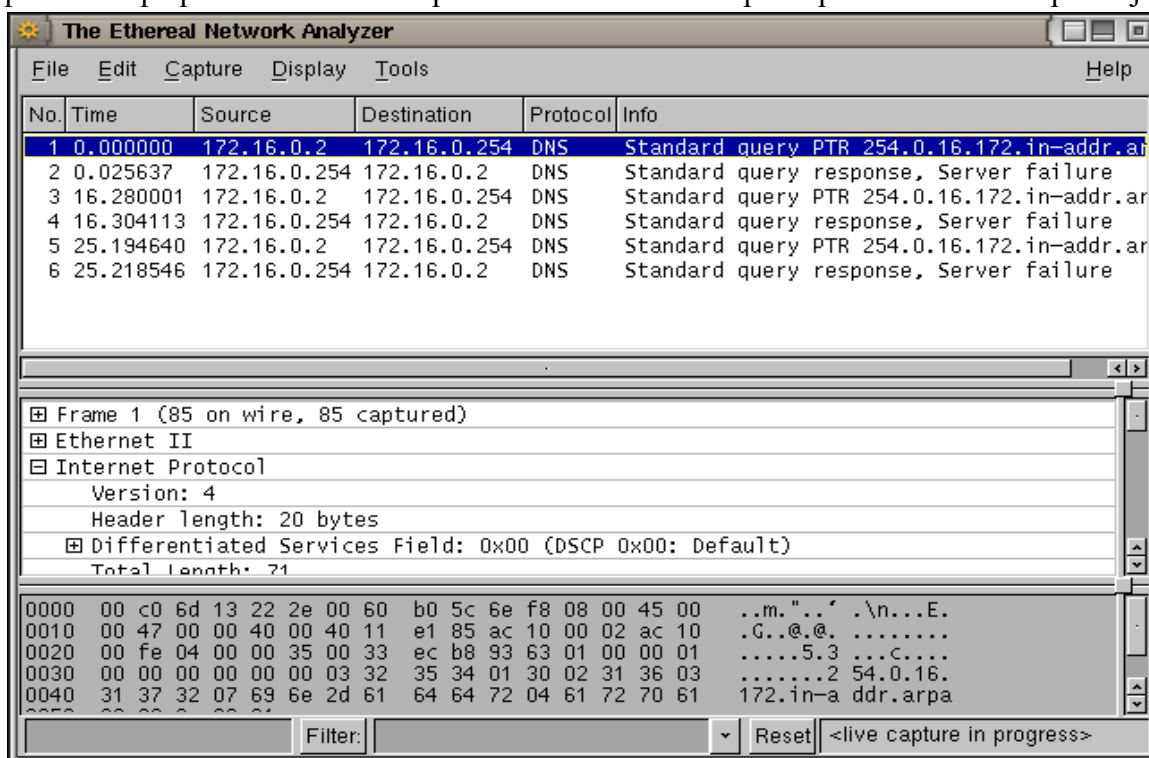 The Ethereal Network Analyzer
File Edit Capture Display Tools Help
No. Time Source Destination Protocol Info
1 0.000000 172.16.0.2 172.16.0.254 DNS Standard query PTR 254.0.16.172.in-addr.ar
2 0.025637 172.16.0.254 172.16.0.2 DNS Standard query response, Server failure
3 16.280001 172.16.0.2 172.16.0.254 DNS Standard query PTR 254.0.16.172.in-addr.ar
4 16.304113 172.16.0.254 172.16.0.2 DNS Standard query response, Server failure
5 25.194640 172.16.0.2 172.16.0.254 DNS Standard query PTR 254.0.16.172.in-addr.ar
6 25.218546 172.16.0.254 172.16.0.2 DNS Standard query response, Server failure
Frame 1 (85 on wire, 85 captured)
Ethernet II
Internet Protocol
Version: 4
Header length: 20 bytes
Differentiated Services Field: 0x00 (DSCP 0x00: Default)
Total Length: 71
0000 00 c0 6d 13 22 2e 00 60 b0 5c 6e f8 08 00 45 00 ..m."..` .\n...E.
0010 00 47 00 00 40 00 40 11 e1 85 ac 10 00 02 ac 10 .G..@.@. ........
0020 00 fe 04 00 00 35 00 33 ec b8 93 63 01 00 00 01 .....5.3 ...c....
0030 00 00 00 00 00 00 03 32 35 34 01 30 02 31 36 03 .......2 54.0.16.
0040 31 37 32 07 69 6e 2d 61 64 64 72 04 61 72 70 61 172.in-a ddr.arpa
Filter: Reset <live capture in progress>